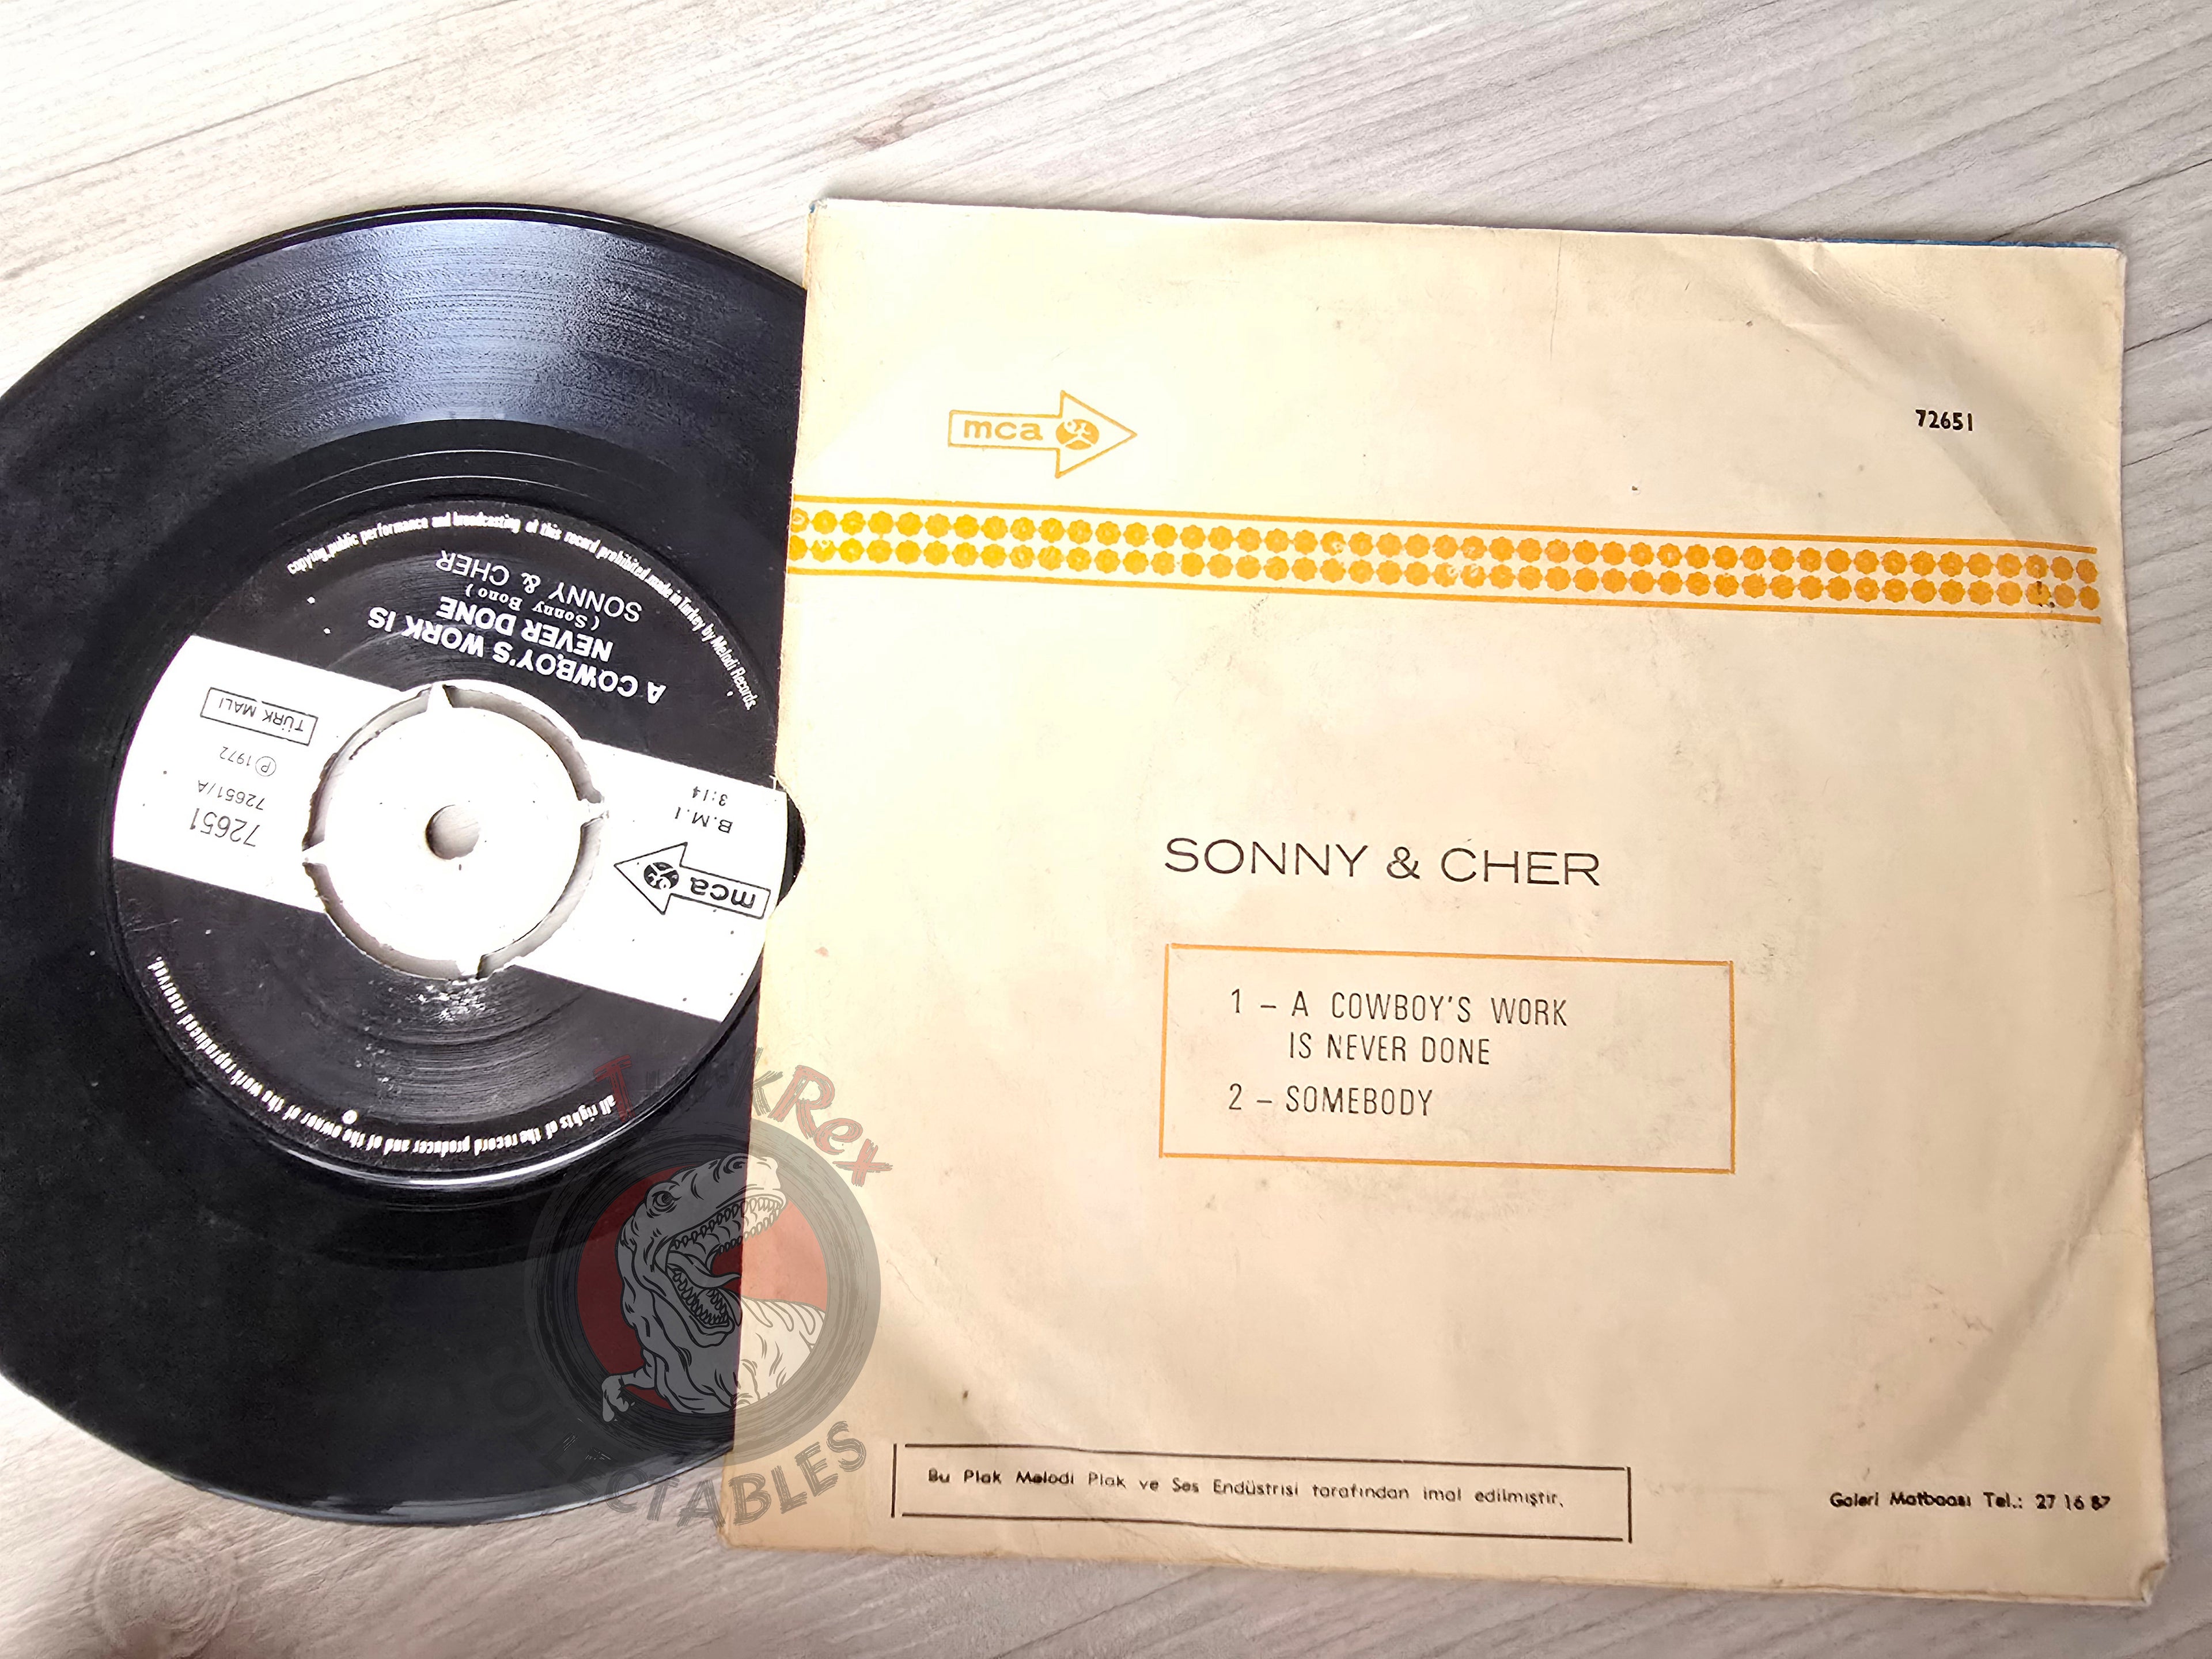 copying,public performance and broadcasting of this record prohibited.made in Turkey by Melodi Records.
A COWBOY'S WORK IS
NEVER DONE
(Sonny Bono)
SONNY & CHER
TÜRK MALI
Ⓟ1972
72651/A
72651
B.M.I
3:14
mca
all rights of the record producer and of the owner of the work reproduced reserved.
mca
72651
SONNY & CHER
1 – A COWBOY'S WORK
IS NEVER DONE
2 – SOMEBODY
Bu Plak Melodi Plak ve Ses Endüstrisi tarafından imal edilmiştir.
Galeri Matbaası Tel.: 27 16 87
TurkRex
COLLECTABLES